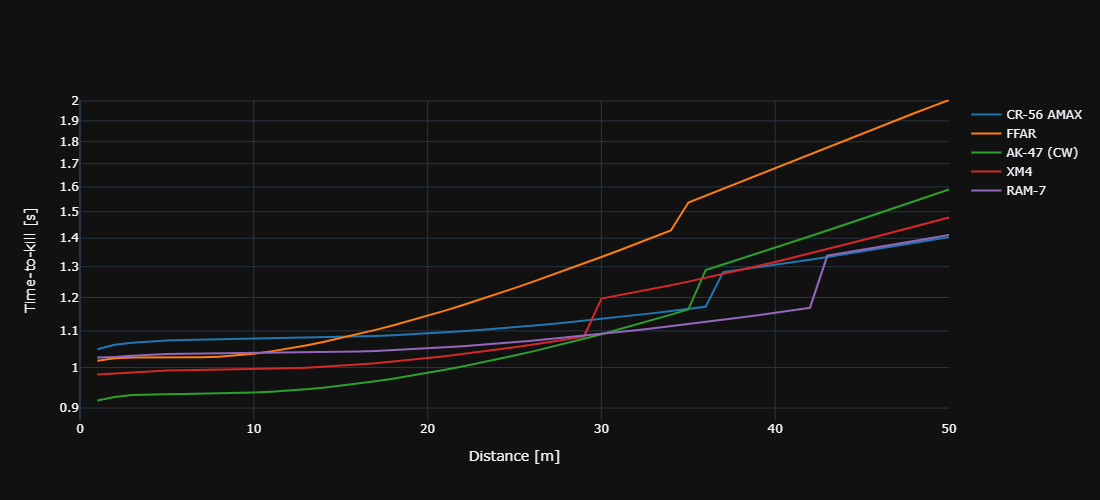 2
1.9
1.8
1.7
1.6
1.5
1.4
1.3
1.2
1.1
1
0.9
Time-to-kill [s]
0 10 20 30 40 50
Distance [m]
CR-56 AMAX
FFAR
AK-47 (CW)
XM4
RAM-7